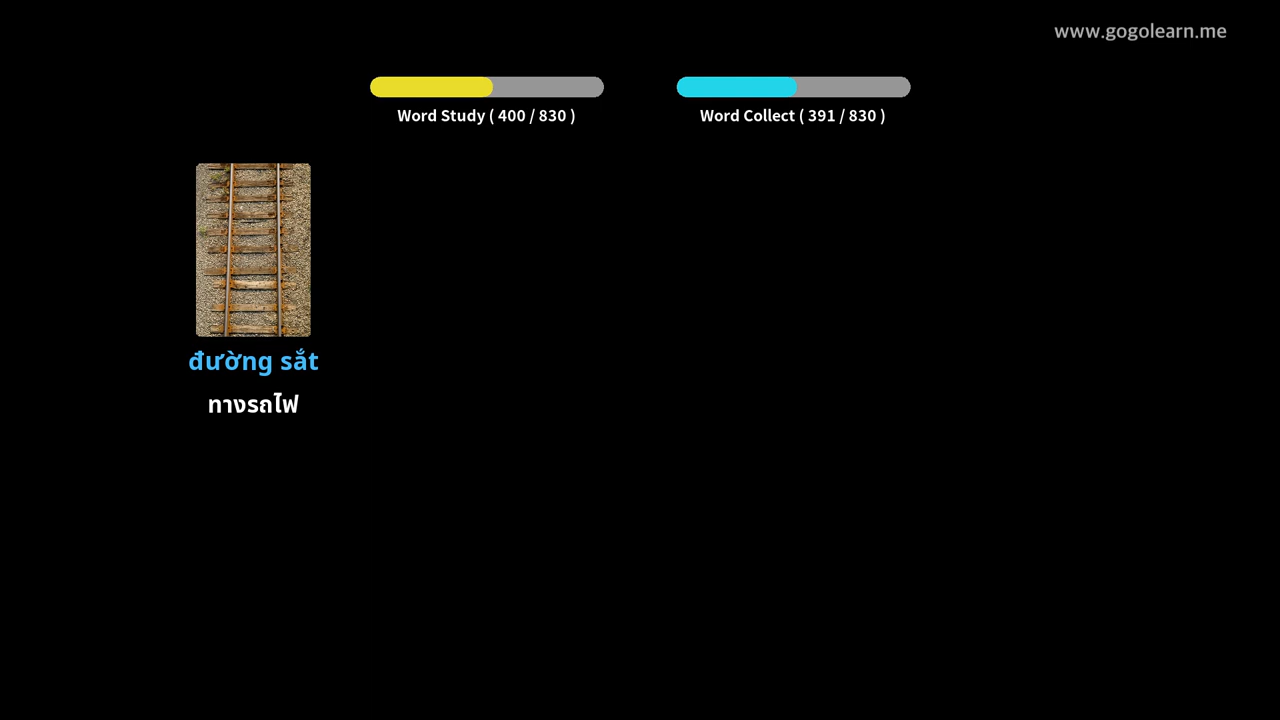 www.gogolearn.me
Word Study ( 400 / 830 )
Word Collect ( 391 / 830 )
đường sắt
ทางรถไฟ